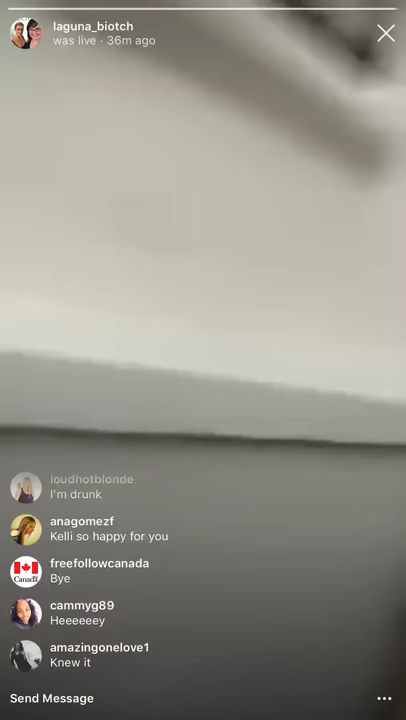 laguna_biotch
was live · 36m ago
loudhotblonde
I'm drunk
anagomezf
Kelli so happy for you
freefollowcanada
Bye
Canada
cammyg89
Heeeeeey
amazingonelove1
Knew it
Send Message